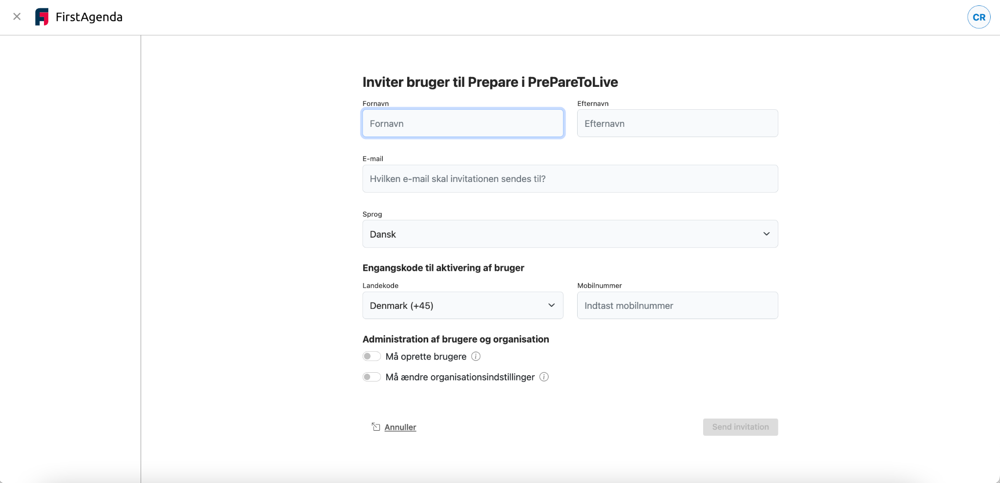 FirstAgenda
CR
Inviter bruger til Prepare i PrePareToLive
Fornavn
Efternavn
Fornavn
Efternavn
E-mail
Hvilken e-mail skal invitationen sendes til?
Sprog
Dansk
Engangskode til aktivering af bruger
Landekode
Mobilnummer
Denmark (+45)
Indtast mobilnummer
Administration af brugere og organisation
Må oprette brugere
Må ændre organisationsindstillinger
Annuller
Send invitation